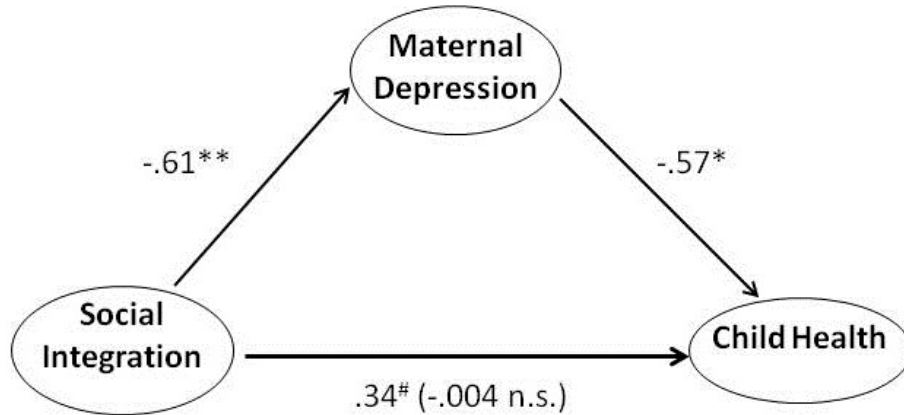 Maternal
Depression
-.61**
-.57*
Social
Integration
Child Health
.34# (-.004 n.s.)